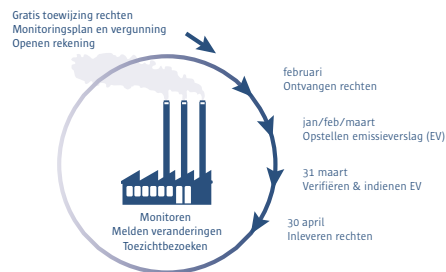 Gratis toewijzing rechten
Monitoringsplan en vergunning
Openen rekening
februari
Ontvangen rechten
jan/feb/maart
Opstellen emissieverslag (EV)
31 maart
Verifiëren & indienen EV
30 april
Inleveren rechten
Monitoren
Melden veranderingen
Toezichtbezoeken